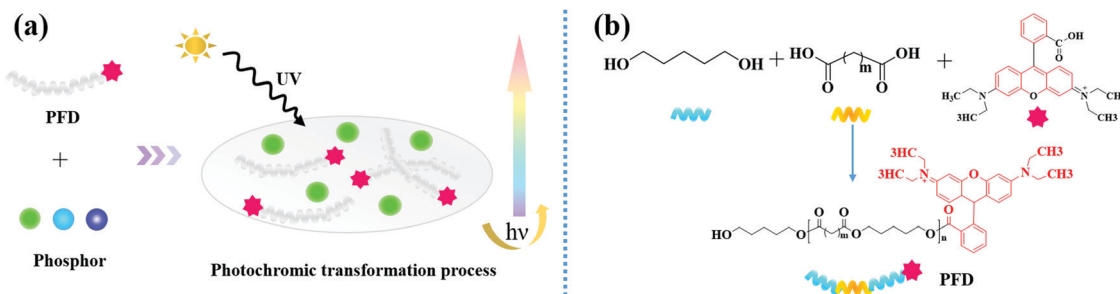 (a)
UV
PFD
+
Phosphor
hν
Photochromic transformation process
(b)
HO OH + HO O m O OH +
O OH
H3C N O N+ CH3
3HC CH3
3HC CH3
3HC N+ O N CH3
HO O [ O m O O O ]n O
PFD